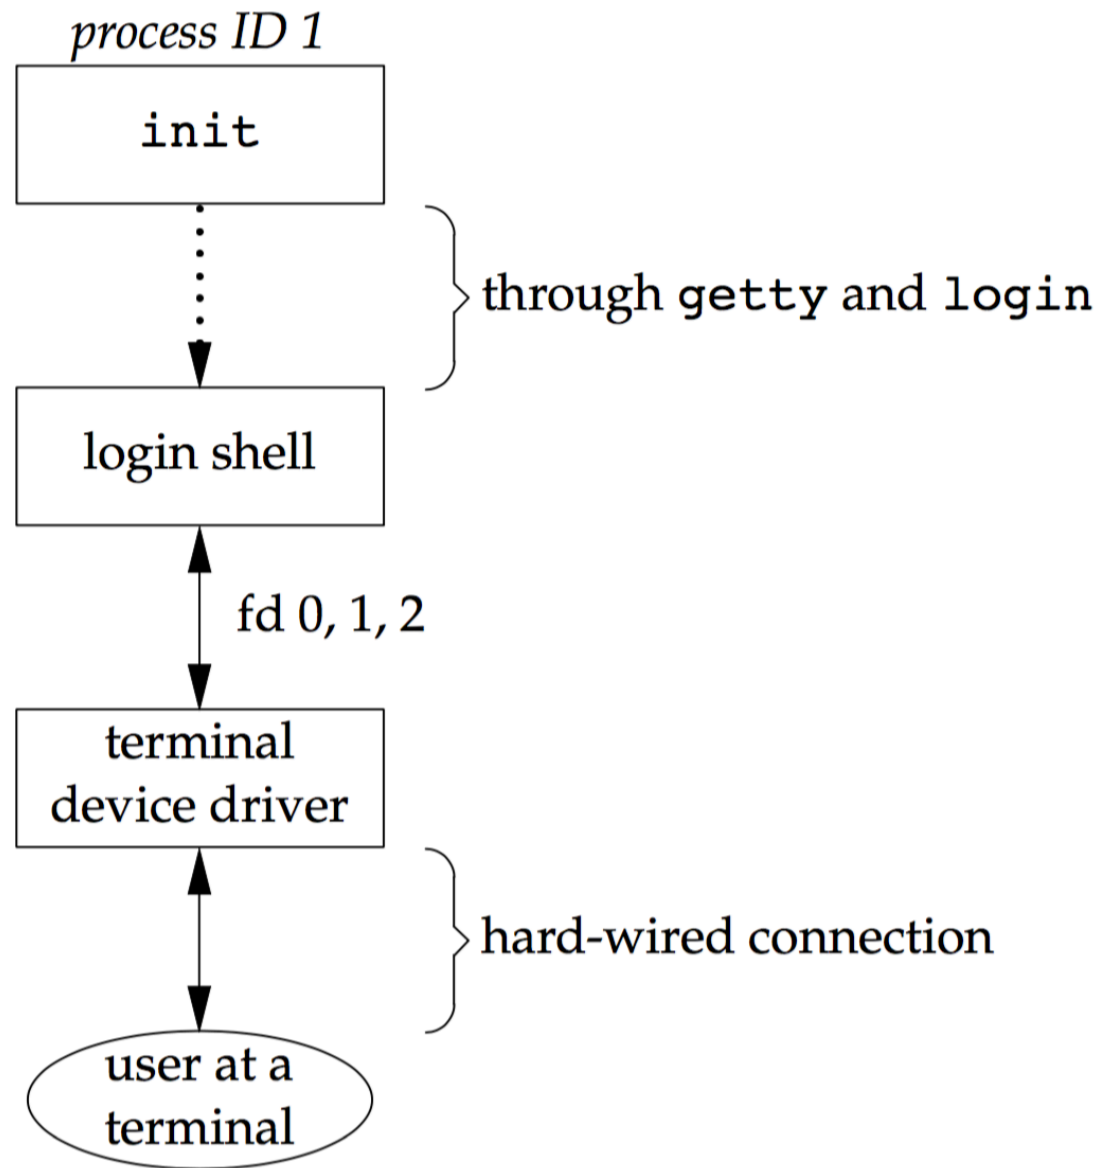 process ID 1
init
through getty and login
login shell
fd 0, 1, 2
terminal
device driver
hard-wired connection
user at a
terminal